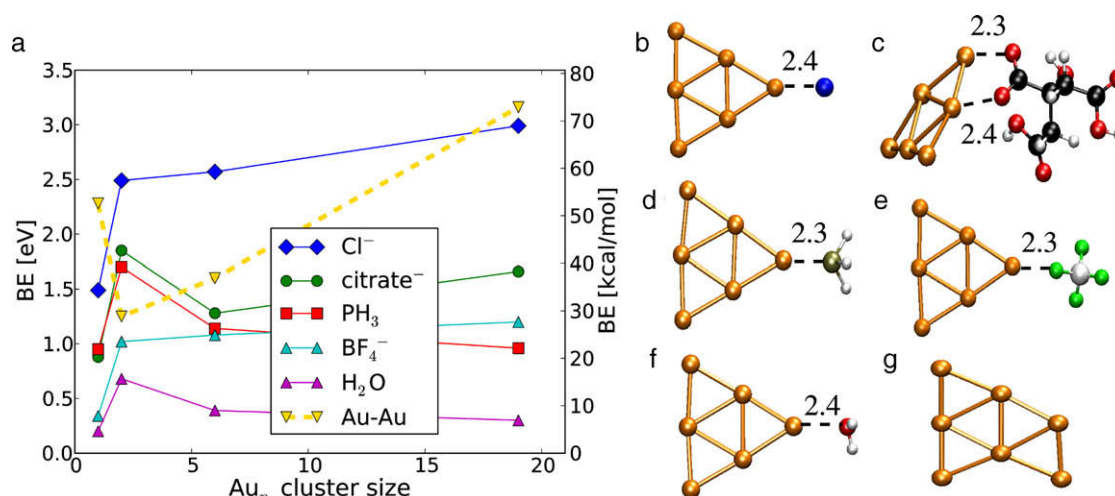 a
3.5
3.0
2.5
2.0
1.5
1.0
0.5
0.0
BE [eV]
0
5
10
15
20
Auₙ cluster size
80
70
60
50
40
30
20
10
0
BE [kcal/mol]
Cl⁻
citrate⁻
PH₃
BF₄⁻
H₂O
Au-Au
b
2.4
c
2.3
2.4
d
2.3
e
2.3
f
2.4
g